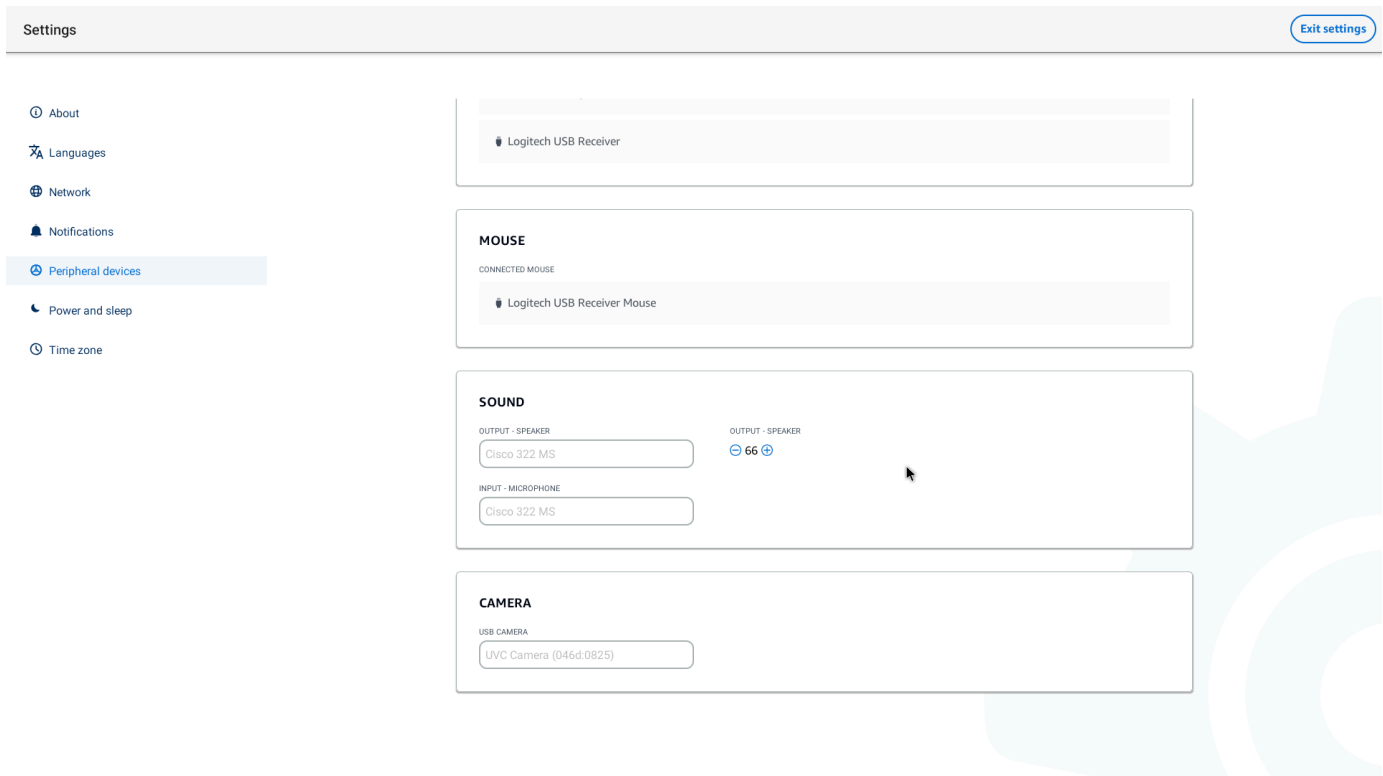 Settings
Exit settings
About
Languages
Network
Notifications
Peripheral devices
Power and sleep
Time zone
Logitech USB Receiver
MOUSE
CONNECTED MOUSE
Logitech USB Receiver Mouse
SOUND
OUTPUT - SPEAKER
Cisco 322 MS
OUTPUT - SPEAKER
66
INPUT - MICROPHONE
Cisco 322 MS
CAMERA
USB CAMERA
UVC Camera (046d:0825)